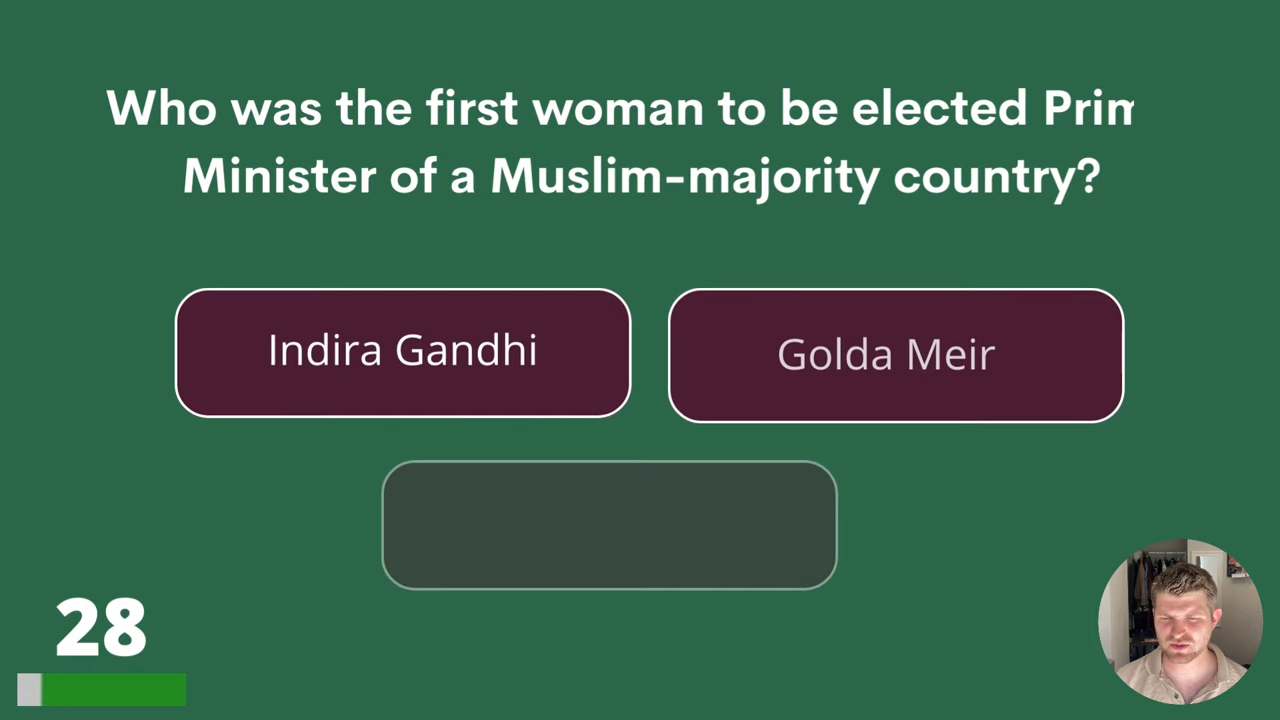 Who was the first woman to be elected Prim
Minister of a Muslim-majority country?
Indira Gandhi
Golda Meir
28